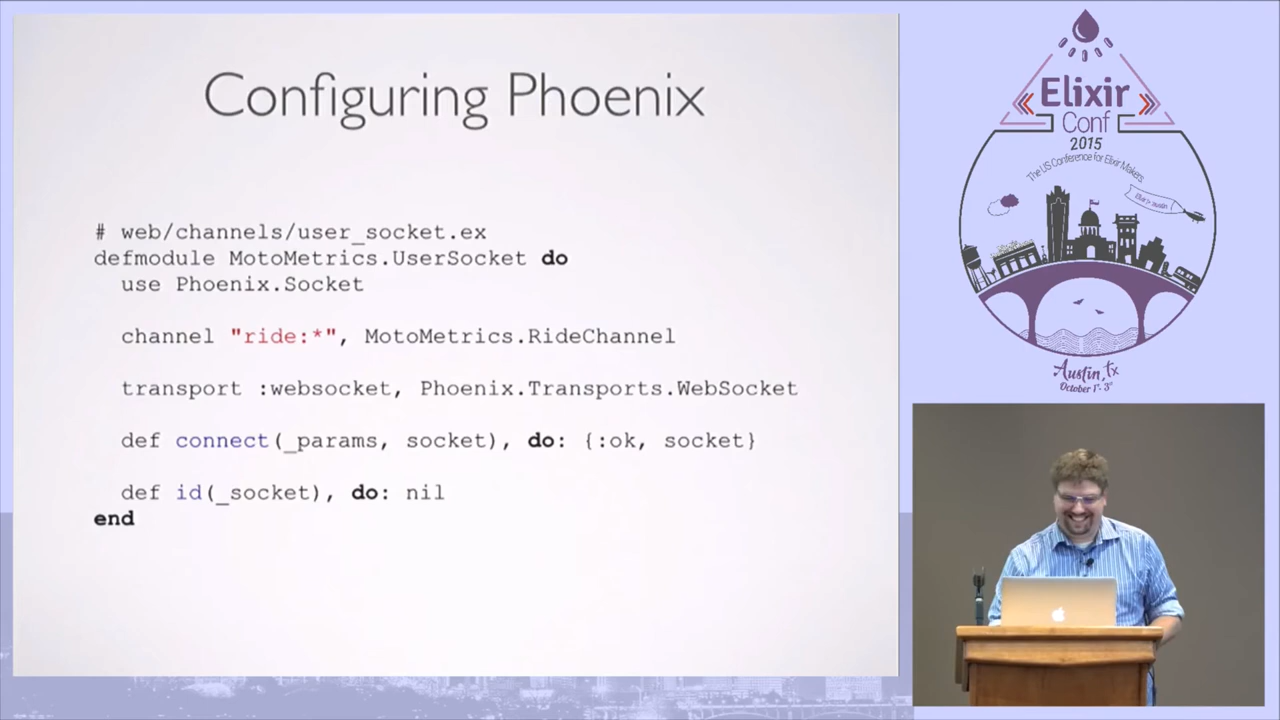 Configuring Phoenix
# web/channels/user_socket.ex
defmodule MotoMetrics.UserSocket do
use Phoenix.Socket
channel "ride:*", MotoMetrics.RideChannel
transport :websocket, Phoenix.Transports.WebSocket
def connect(_params, socket), do: {:ok, socket}
def id(_socket), do: nil
end
Elixir
Conf
2015
The US Conference for Elixir Makers
Austin, Tx
October 1st - 3rd